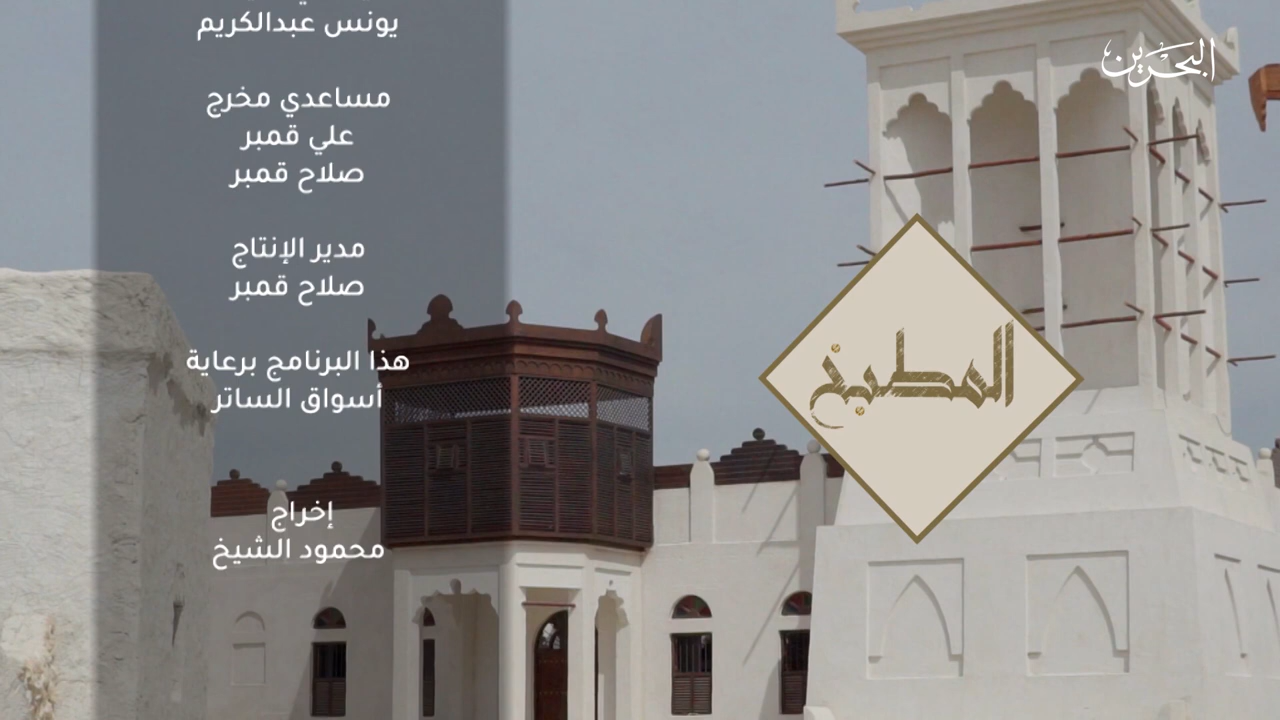 يونس عبدالكريم
مساعدي مخرج
علي قمبر
صلاح قمبر
مدير الإنتاج
صلاح قمبر
هذا البرنامج برعاية
أسواق الساتر
إخراج
محمود الشيخ
البحرين
المطبخ